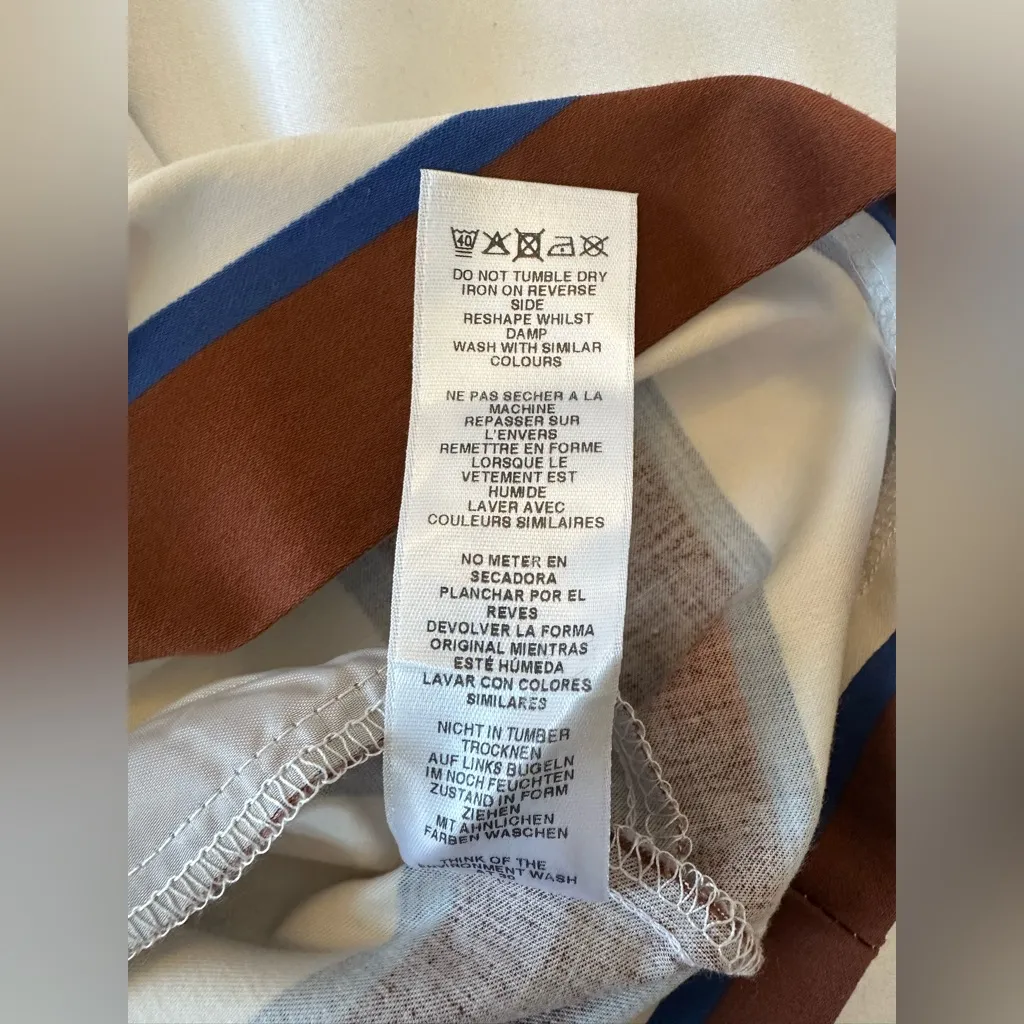 40
DO NOT TUMBLE DRY
IRON ON REVERSE
SIDE
RESHAPE WHILST
DAMP
WASH WITH SIMILAR
COLOURS
NE PAS SECHER A LA
MACHINE
REPASSER SUR
L'ENVERS
REMETTRE EN FORME
LORSQUE LE
VETEMENT EST
HUMIDE
LAVER AVEC
COULEURS SIMILAIRES
NO METER EN
SECADORA
PLANCHAR POR EL
REVES
DEVOLVER LA FORMA
ORIGINAL MIENTRAS
ESTÉ HÚMEDA
LAVAR CON COLORES
SIMILARES
NICHT IN TUMBER
TROCKNEN
AUF LINKS BUGELN
IM NOCH FEUCHTEN
ZUSTAND IN FORM
ZIEHEN
MIT AHNLICHEN
FARBEN WASCHEN
THINK OF THE
WASH